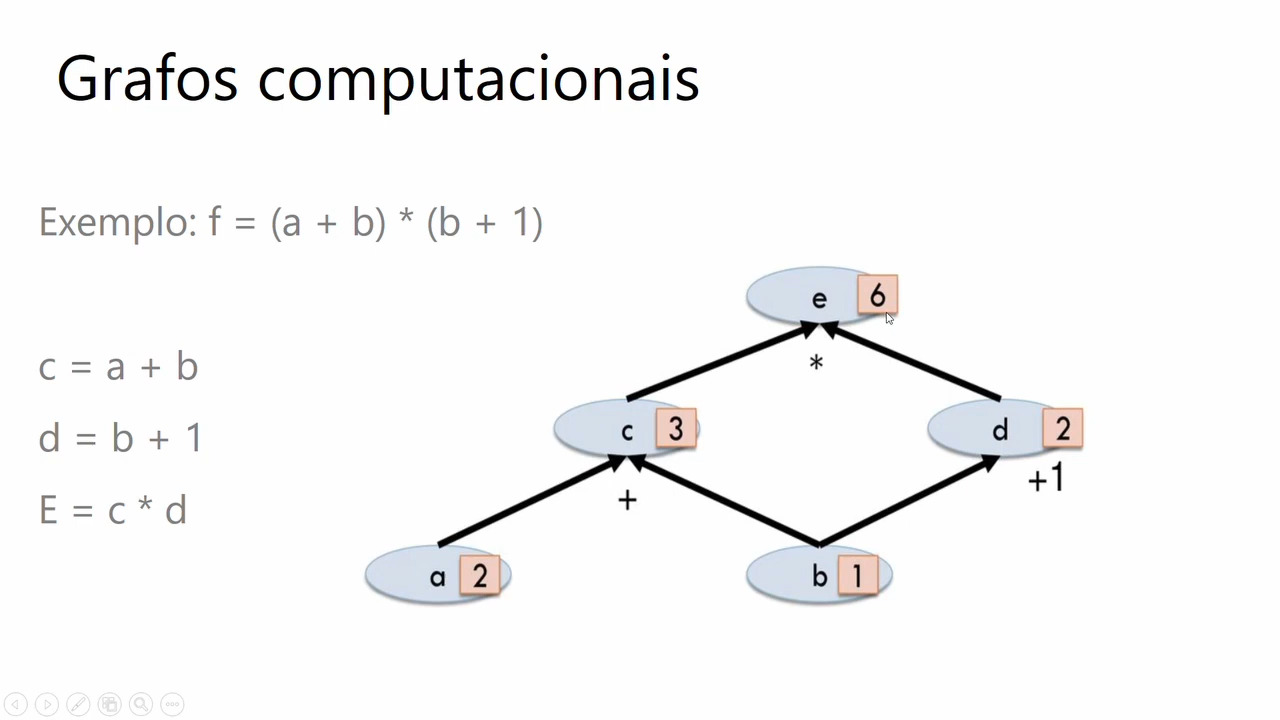 Grafos computacionais
Exemplo: f = (a + b) * (b + 1)
c = a + b
d = b + 1
E = c * d
e 6
*
c 3
d 2
+
+1
a 2
b 1